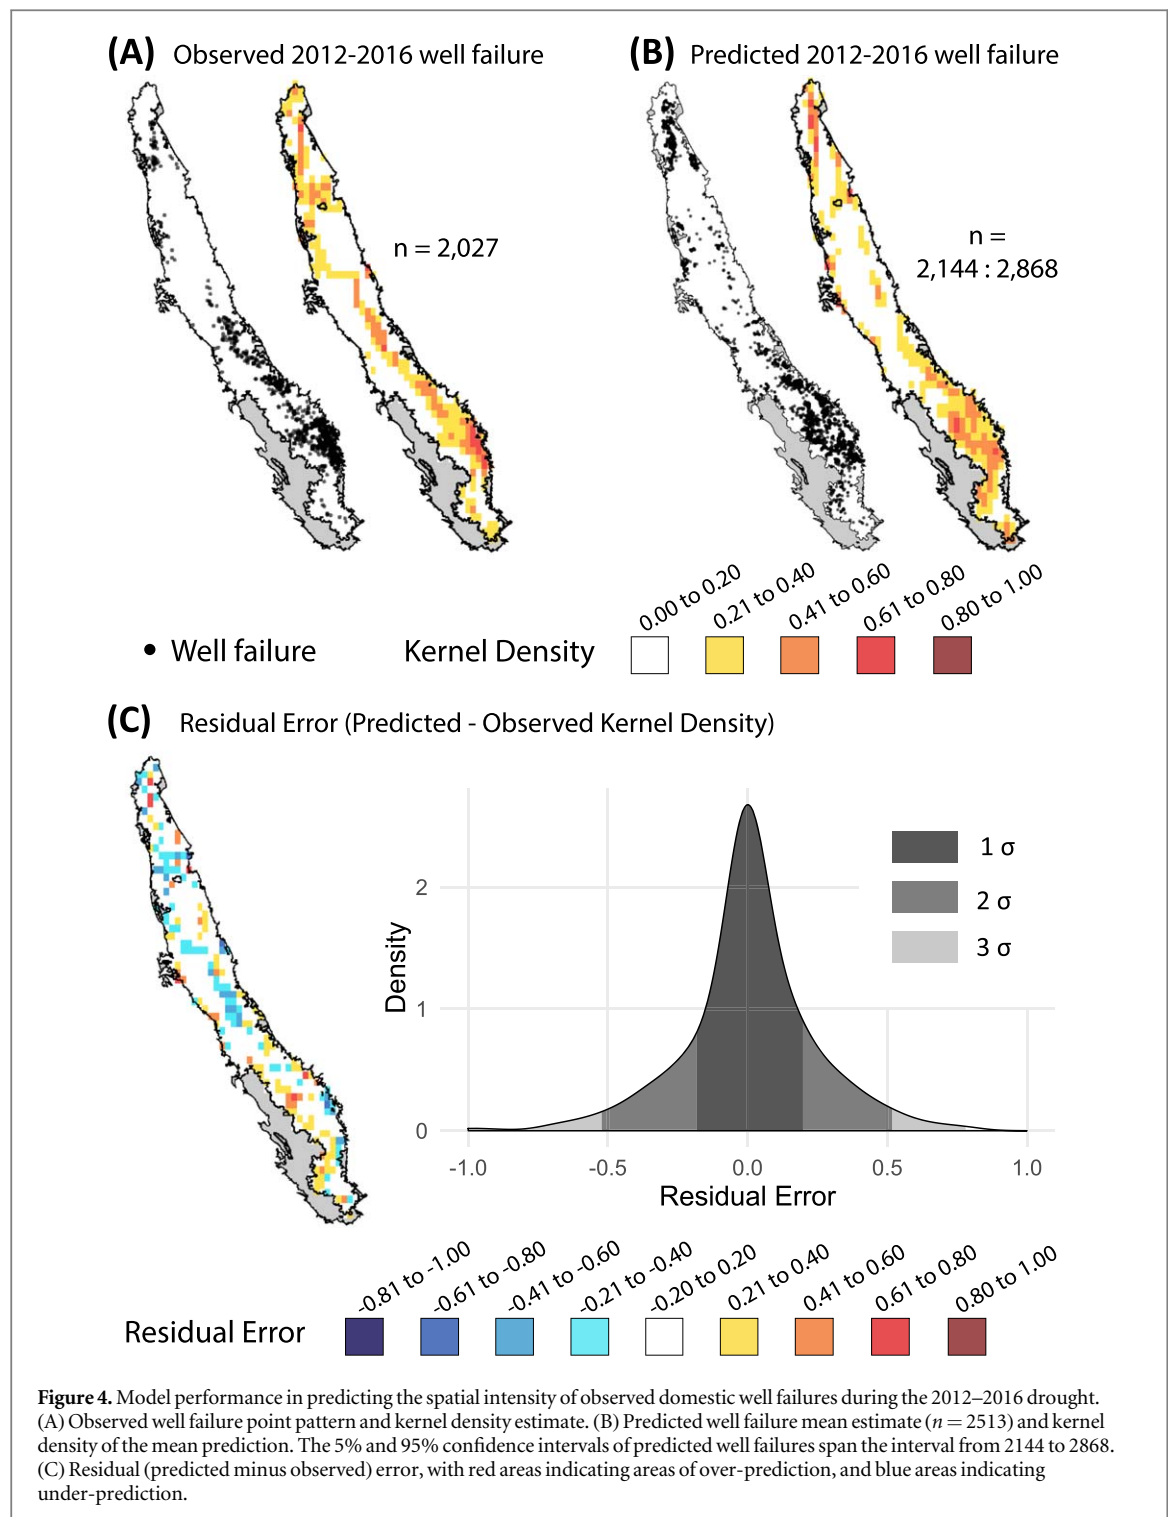 (A) Observed 2012-2016 well failure
(B) Predicted 2012-2016 well failure
n = 2,027
n =
2,144 : 2,868
Well failure
Kernel Density
0.00 to 0.20
0.21 to 0.40
0.41 to 0.60
0.61 to 0.80
0.80 to 1.00
(C) Residual Error (Predicted - Observed Kernel Density)
1 σ
2 σ
3 σ
Density
2
1
0
-1.0
-0.5
0.0
0.5
1.0
Residual Error
Residual Error
-0.81 to -1.00
-0.61 to -0.80
-0.41 to -0.60
-0.21 to -0.40
-0.20 to 0.20
0.21 to 0.40
0.41 to 0.60
0.61 to 0.80
0.80 to 1.00
Figure 4. Model performance in predicting the spatial intensity of observed domestic well failures during the 2012–2016 drought.
(A) Observed well failure point pattern and kernel density estimate. (B) Predicted well failure mean estimate (n = 2513) and kernel
density of the mean prediction. The 5% and 95% confidence intervals of predicted well failures span the interval from 2144 to 2868.
(C) Residual (predicted minus observed) error, with red areas indicating areas of over-prediction, and blue areas indicating
under-prediction.